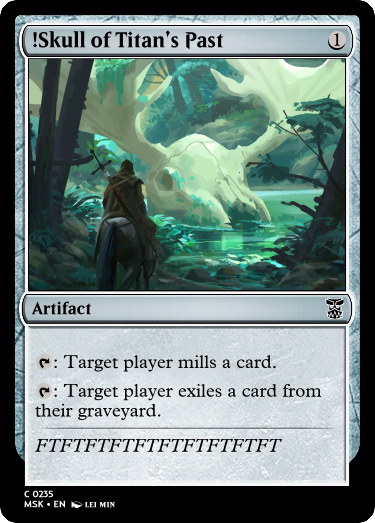 !Skull of Titan's Past 1
Artifact
: Target player mills a card.
: Target player exiles a card from
their graveyard.
FTFTFTFTFTFTFTFTFTFT
C 0235
MSK • EN LEI MIN